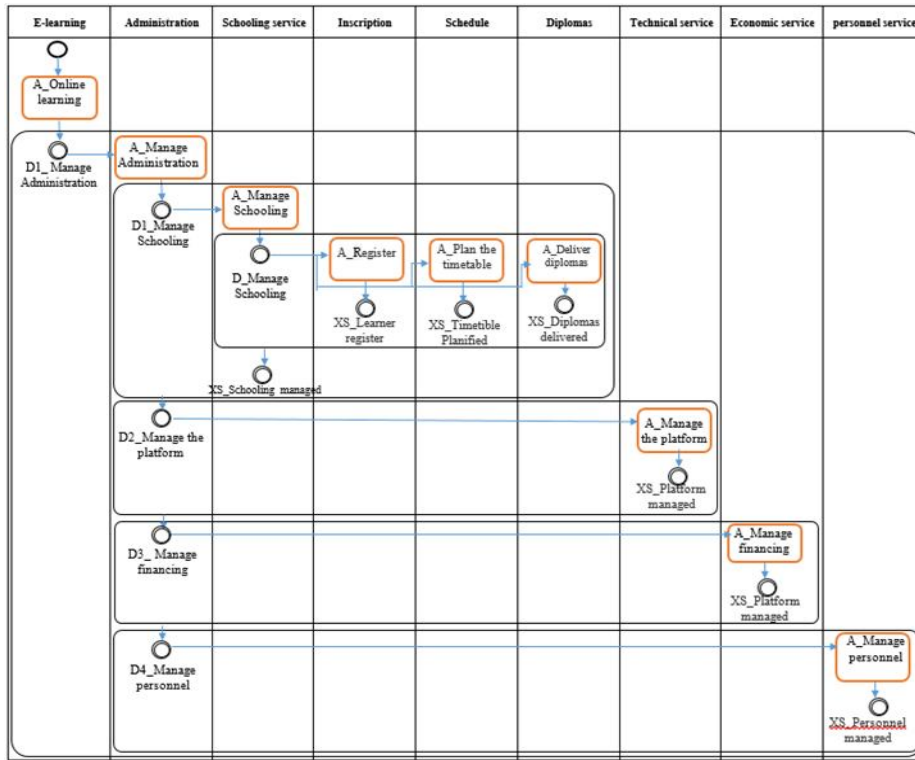 E-learning
Administration
Schooling service
Inscription
Schedule
Diplomas
Technical service
Economic service
personnel service
A_Online
learning
D1_ Manage
Administration
A_Manage
Administration
D1_Manage
Schooling
A_Manage
Schooling
D_Manage
Schooling
A_Register
XS_Learner
register
A_Plan the
timetable
XS_Timetible
Planified
A_Deliver
diplomas
XS_Diplomas
delivered
XS_Schooling managed
D2_Manage the
platform
A_Manage
the platform
XS_Platform
managed
D3_ Manage
financing
A_Manage
financing
XS_Platform
managed
D4_Manage
personnel
A_Manage
personnel
XS_Personnel
managed